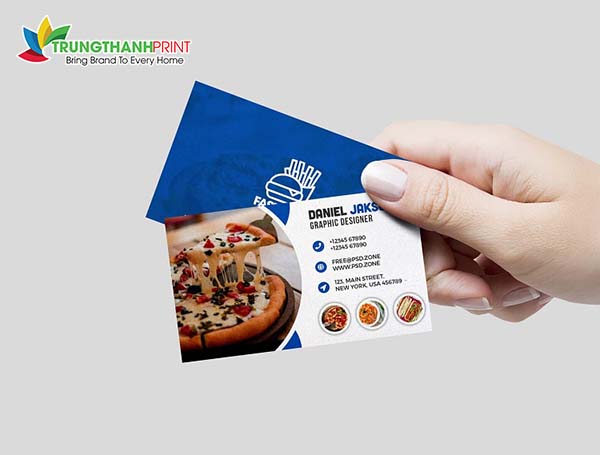 TRUNGTHANHPRINT
Bring Brand To Every Home
DANIEL
GRAPHIC DESIGNER
+12345 67890
+12345 67890
FREE@PSD.ZONE
WWW.PSD.ZONE
123, MAIN STREET,
NEW YORK, USA 456789